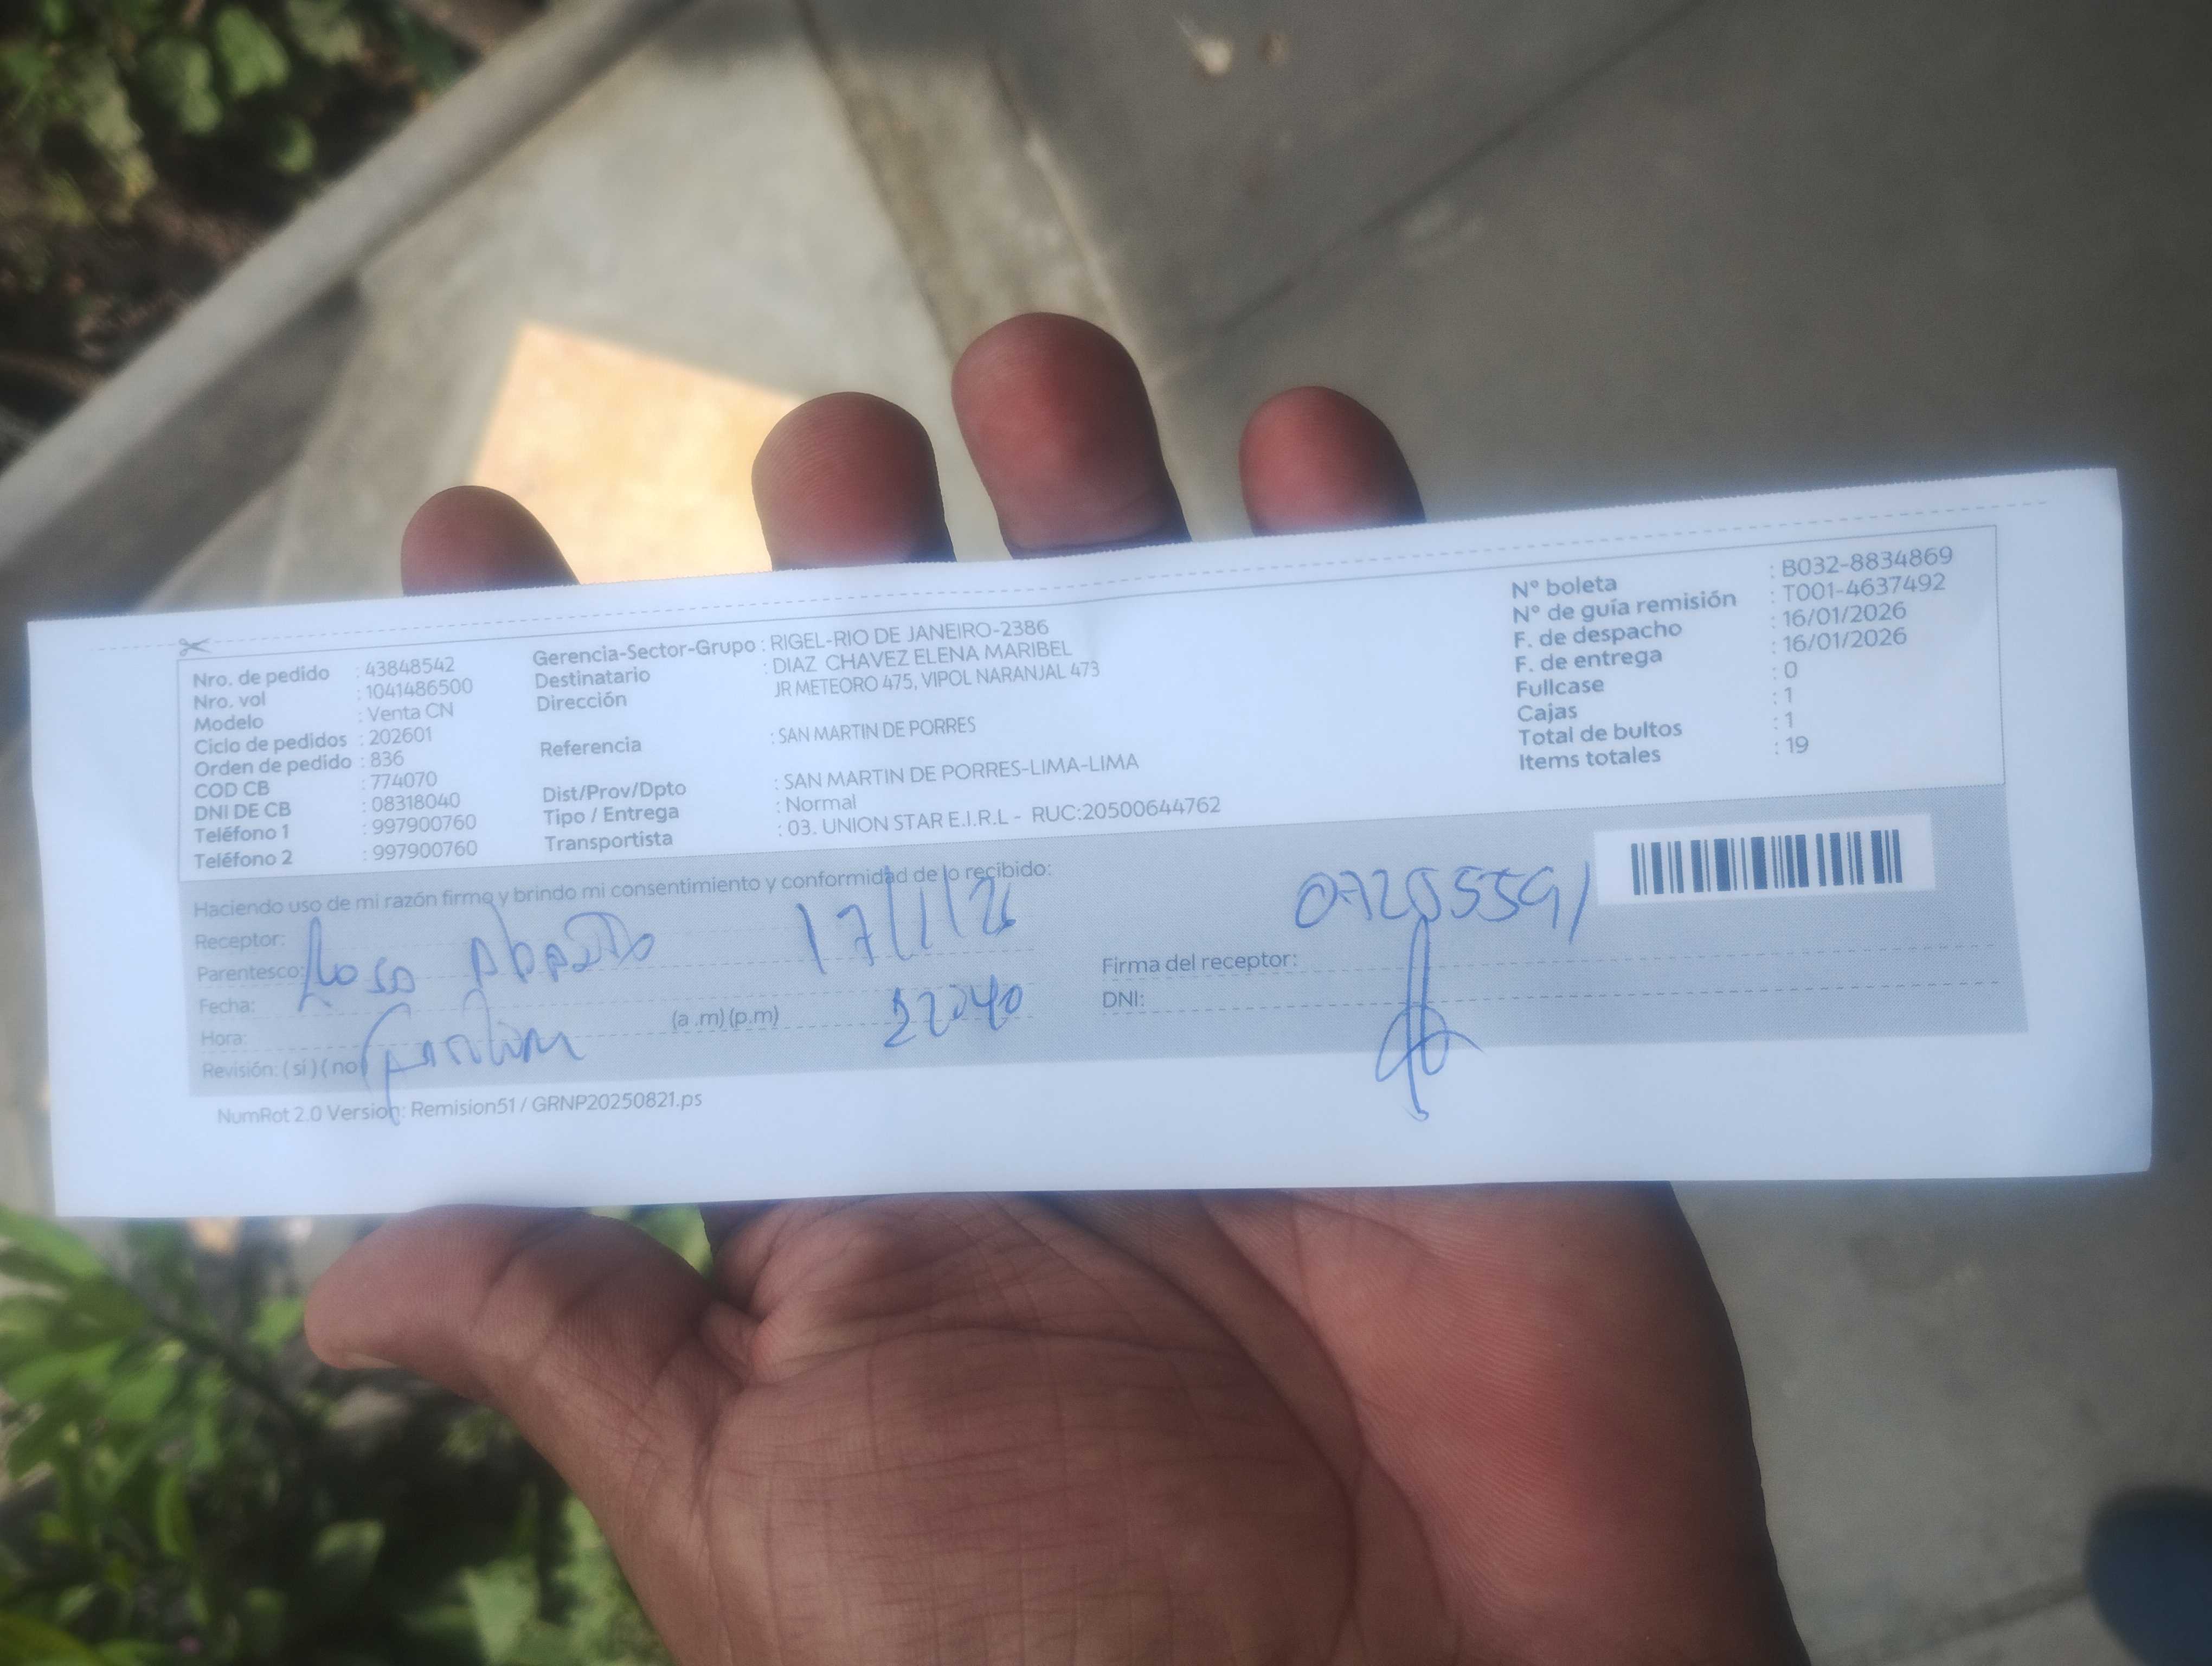 Nro. de pedido : 43848542
Nro. vol : 1041486500
Modelo : Venta CN
Ciclo de pedidos : 202601
Orden de pedido : 836
COD CB : 774070
DNI DE CB : 08318040
Teléfono 1 : 997900760
Teléfono 2 : 997900760
Gerencia-Sector-Grupo : RIGEL-RIO DE JANEIRO-2386
Destinatario : DIAZ CHAVEZ ELENA MARIBEL
Dirección JR METEORO 475, VIPOL NARANJAL 473
Referencia : SAN MARTIN DE PORRES
Dist/Prov/Dpto : SAN MARTIN DE PORRES-LIMA-LIMA
Tipo / Entrega : Normal
Transportista : 03. UNION STAR E.I.R.L - RUC:20500644762
Nº boleta : B032-8834869
Nº de guía remisión : T001-4637492
F. de despacho : 16/01/2026
F. de entrega : 16/01/2026
Fullcase : 0
Cajas : 1
Total de bultos : 1
Items totales : 19
Haciendo uso de mi razón firmo y brindo mi consentimiento y conformidad de lo recibido:
Receptor:
Parentesco: Rosa 17/1/26
Fecha:
Hora: (a .m) (p.m)
Revisión: ( si ) ( no
Firma del receptor:
DNI:
NumRot 2.0 Version: Remision51 / GRNP20250821.ps